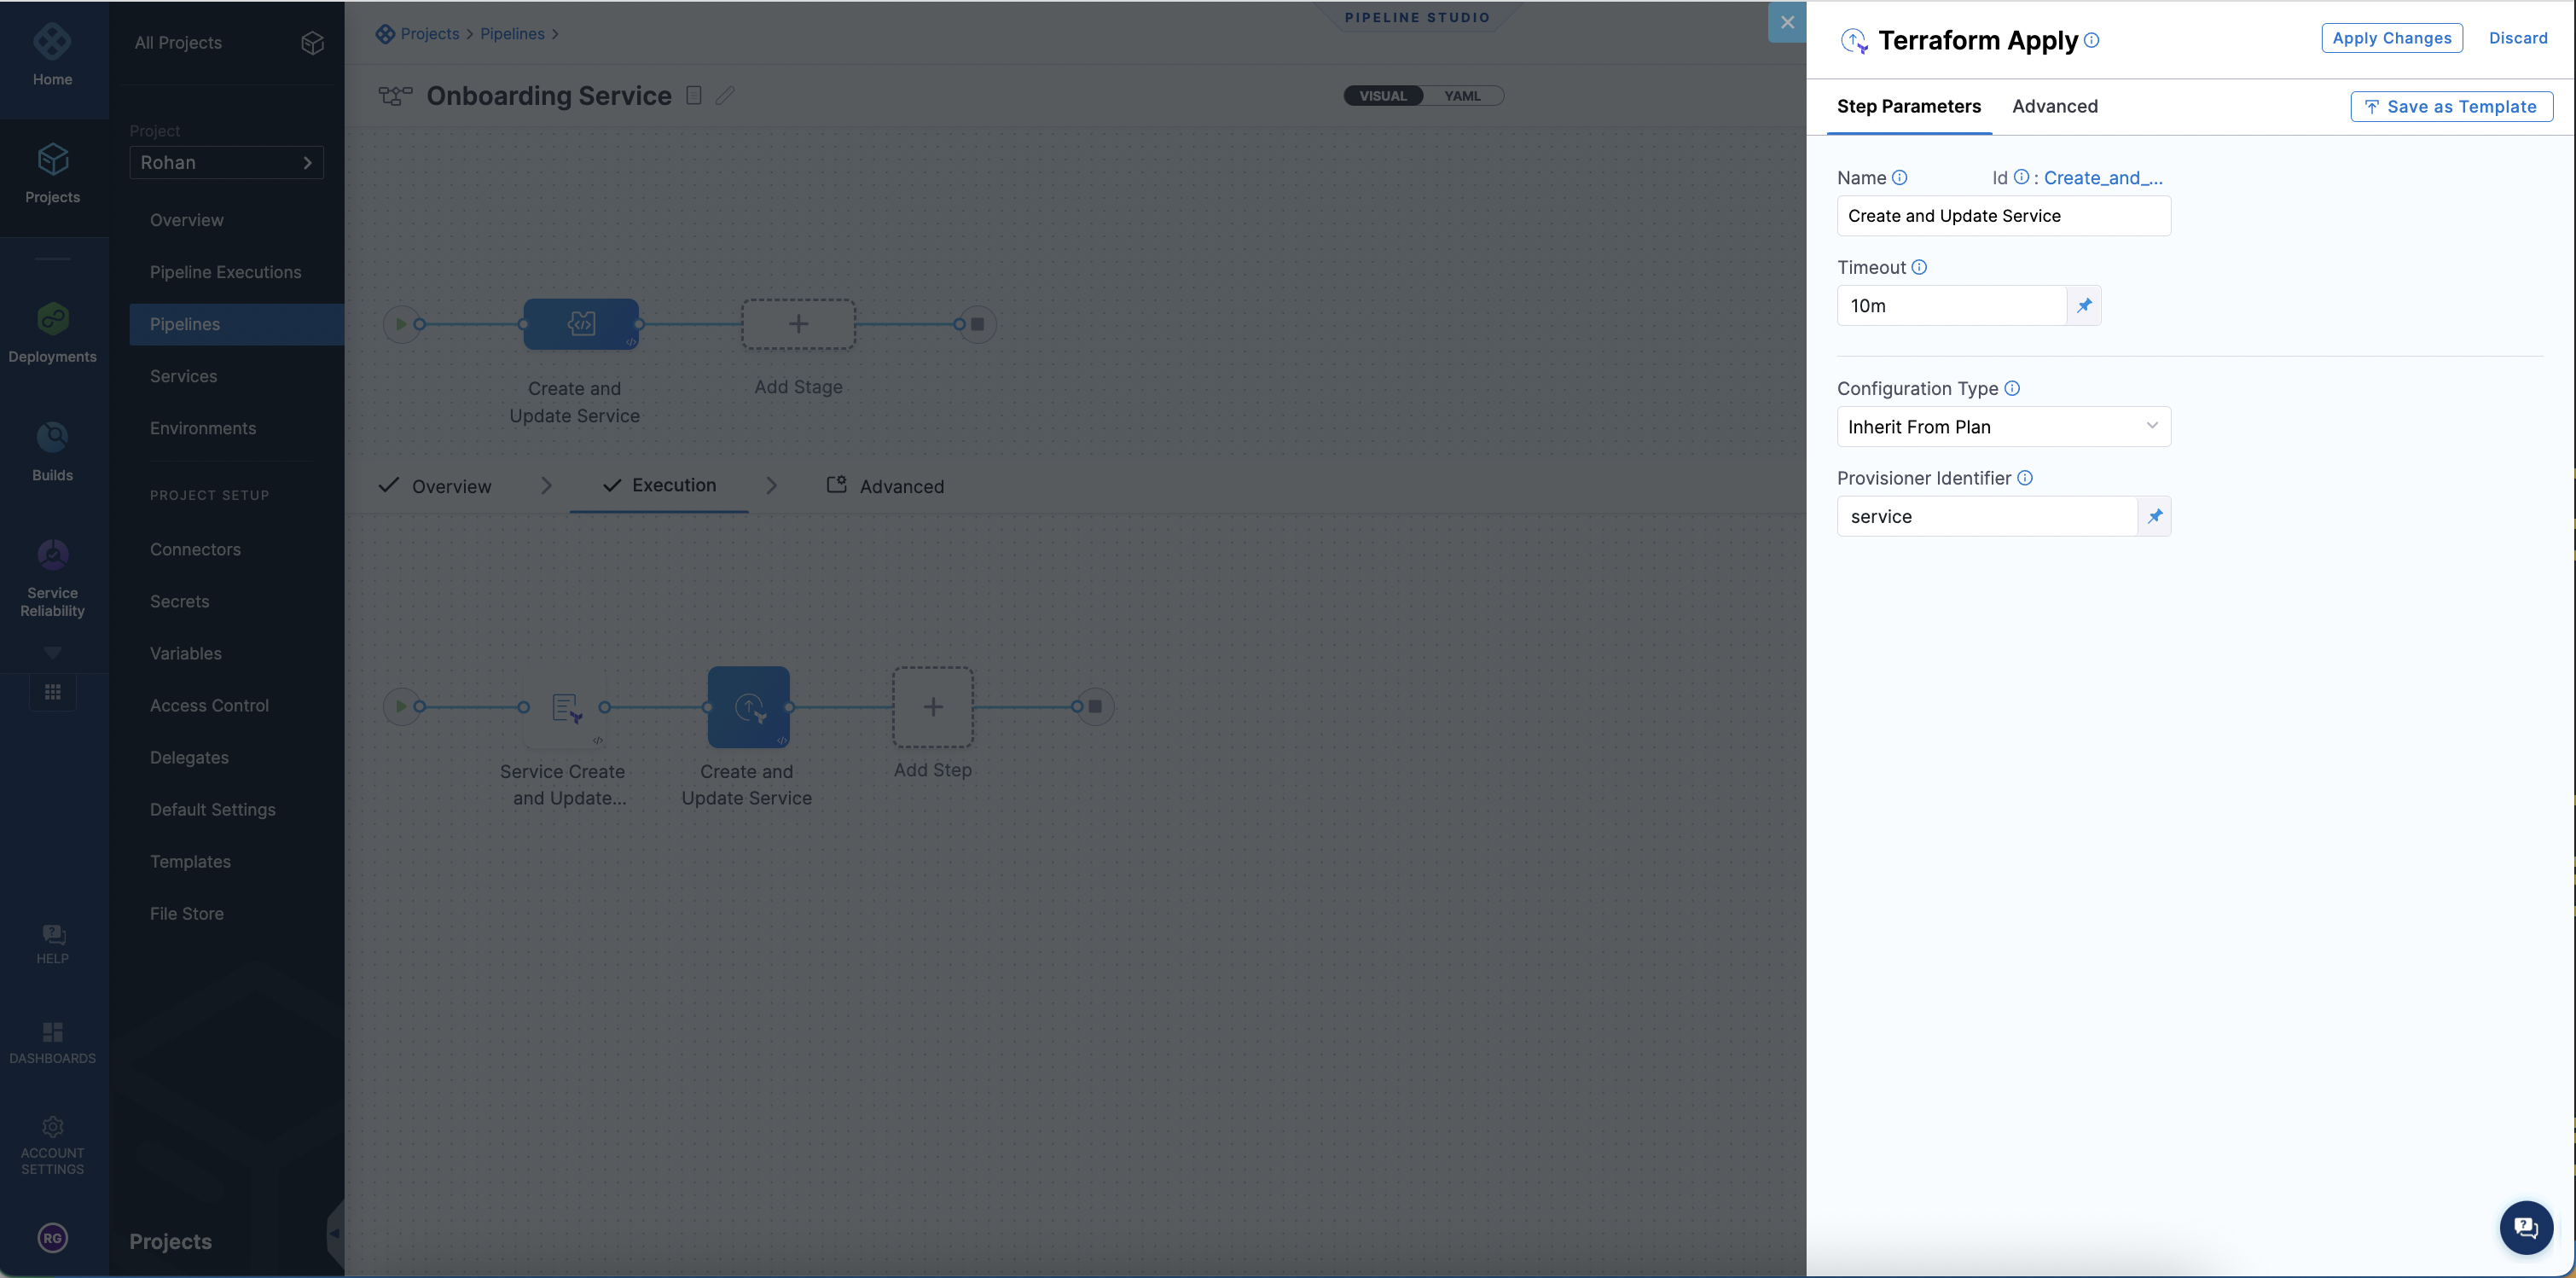 Home
Projects
Deployments
Builds
Service
Reliability
HELP
DASHBOARDS
ACCOUNT
SETTINGS
RG
All Projects
Project
Rohan
Overview
Pipeline Executions
Pipelines
Services
Environments
PROJECT SETUP
Connectors
Secrets
Variables
Access Control
Delegates
Default Settings
Templates
File Store
Projects
Projects > Pipelines >
PIPELINE STUDIO
Onboarding Service
VISUAL YAML
Create and
Update Service
Add Stage
Overview
Execution
Advanced
Service Create
and Update...
Create and
Update Service
Add Step
Terraform Apply
Apply Changes
Discard
Step Parameters
Advanced
Save as Template
Name
Id : Create_and_...
Create and Update Service
Timeout
10m
Configuration Type
Inherit From Plan
Provisioner Identifier
service